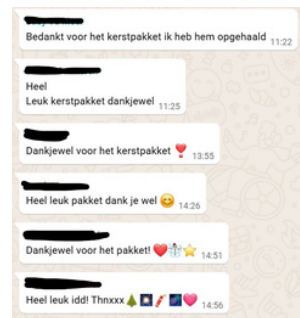 Bedankt voor het kerstpakket ik heb hem opgehaald 11:22
Heel
Leuk kerstpakket dankjewel 11:25
Dankjewel voor het kerstpakket ❣️ 13:55
Heel leuk pakket dank je wel 😊 14:26
Dankjewel voor het pakket! ❤️☃️⭐ 14:51
Heel leuk idd! Thnxxx 🎄🎇🧨🌌💗 14:56